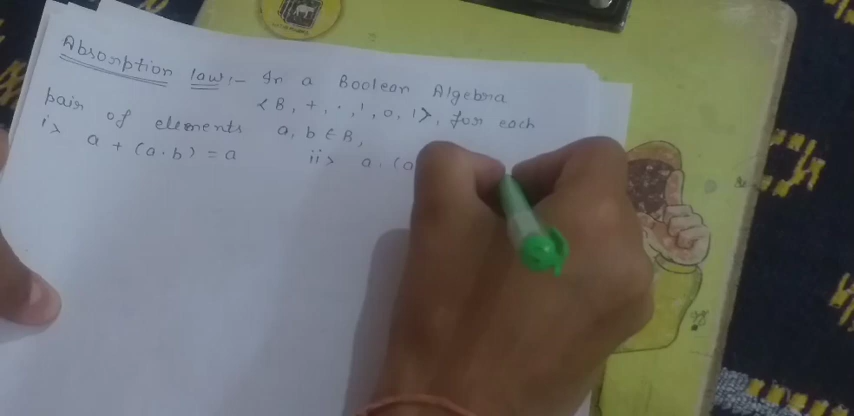 Absorption law:- In a Boolean Algebra
<B, +, ·, ', 0, 1>, for each
pair of elements a, b ∈ B,
i> a + (a.b) = a ii> a. (a